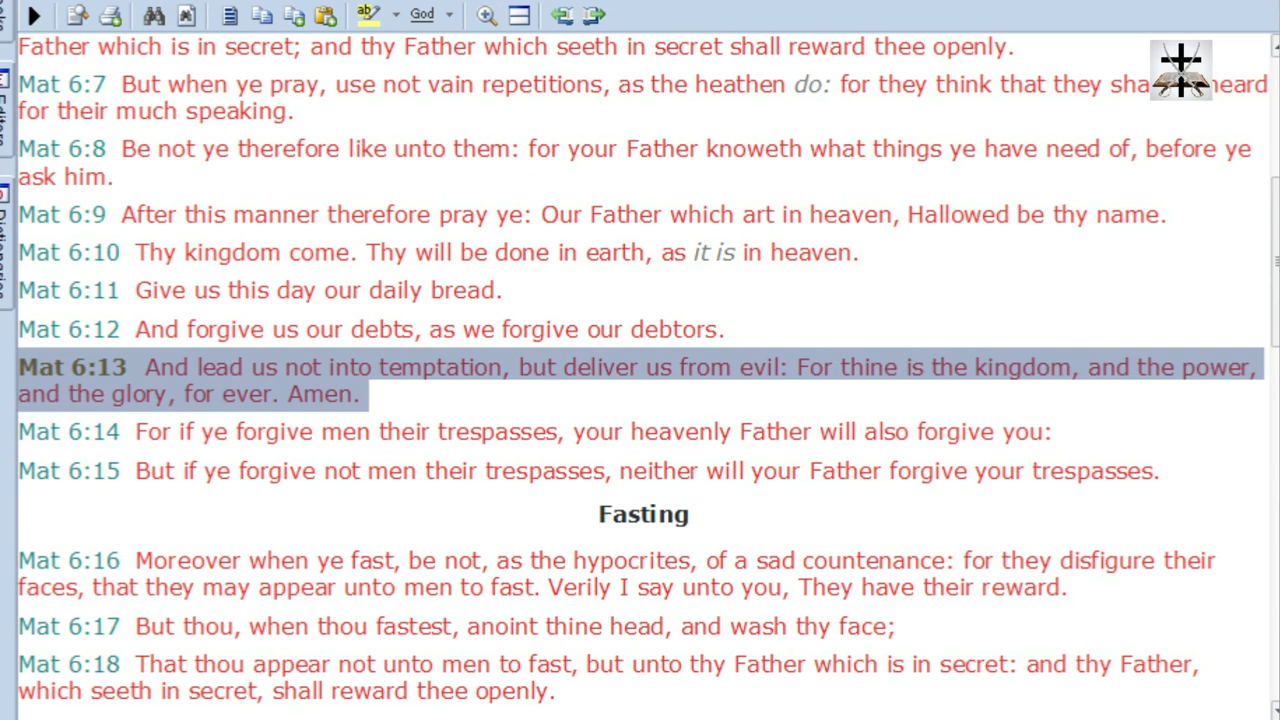 God
Father which is in secret; and thy Father which seeth in secret shall reward thee openly.
Mat 6:7 But when ye pray, use not vain repetitions, as the heathen do: for they think that they sha heard
for their much speaking.
Mat 6:8 Be not ye therefore like unto them: for your Father knoweth what things ye have need of, before ye
ask him.
Mat 6:9 After this manner therefore pray ye: Our Father which art in heaven, Hallowed be thy name.
Mat 6:10 Thy kingdom come. Thy will be done in earth, as it is in heaven.
Mat 6:11 Give us this day our daily bread.
Mat 6:12 And forgive us our debts, as we forgive our debtors.
Mat 6:13 And lead us not into temptation, but deliver us from evil: For thine is the kingdom, and the power,
and the glory, for ever. Amen.
Mat 6:14 For if ye forgive men their trespasses, your heavenly Father will also forgive you:
Mat 6:15 But if ye forgive not men their trespasses, neither will your Father forgive your trespasses.
Fasting
Mat 6:16 Moreover when ye fast, be not, as the hypocrites, of a sad countenance: for they disfigure their
faces, that they may appear unto men to fast. Verily I say unto you, They have their reward.
Mat 6:17 But thou, when thou fastest, anoint thine head, and wash thy face;
Mat 6:18 That thou appear not unto men to fast, but unto thy Father which is in secret: and thy Father,
which seeth in secret, shall reward thee openly.
Editors